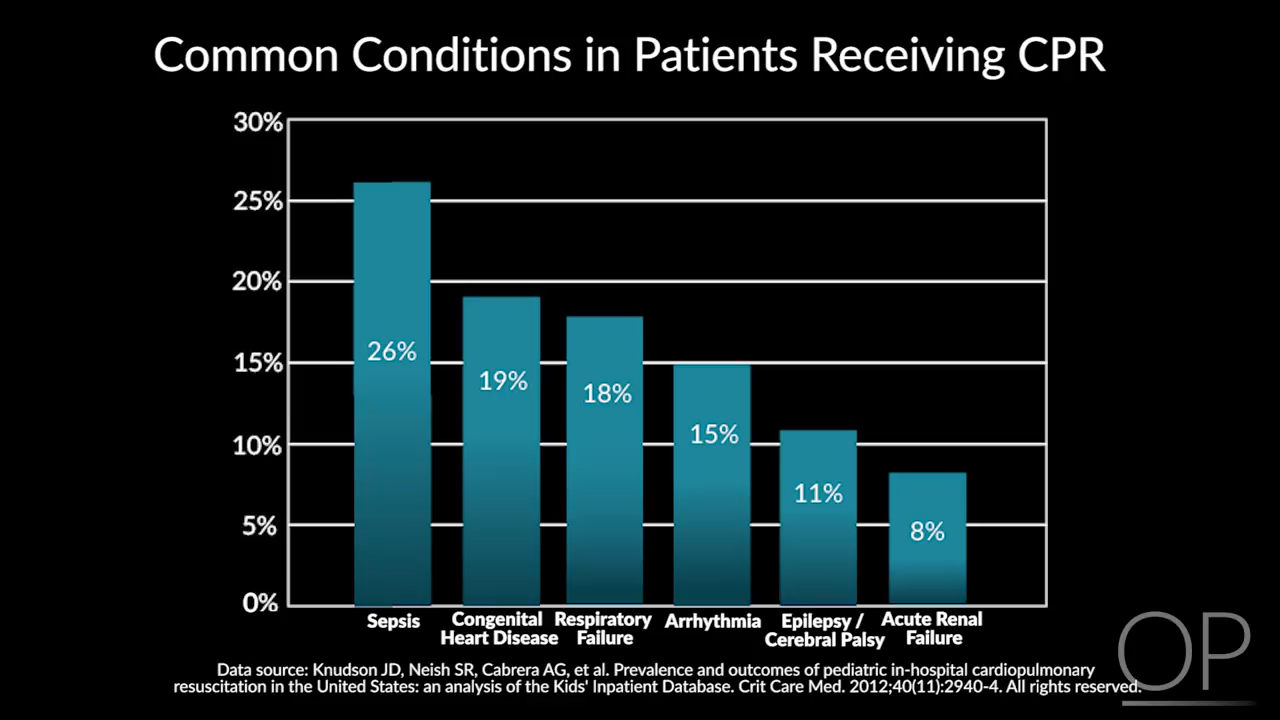 Common Conditions in Patients Receiving CPR
30%
25%
20%
15%
10%
5%
0%
26%
19%
18%
15%
11%
8%
Sepsis
Congenital
Heart Disease
Respiratory
Failure
Arrhythmia
Epilepsy /
Cerebral Palsy
Acute Renal
Failure
Data source: Knudson JD, Neish SR, Cabrera AG, et al. Prevalence and outcomes of pediatric in-hospital cardiopulmonary
resuscitation in the United States: an analysis of the Kids' Inpatient Database. Crit Care Med. 2012;40(11):2940-4. All rights reserved.
OP